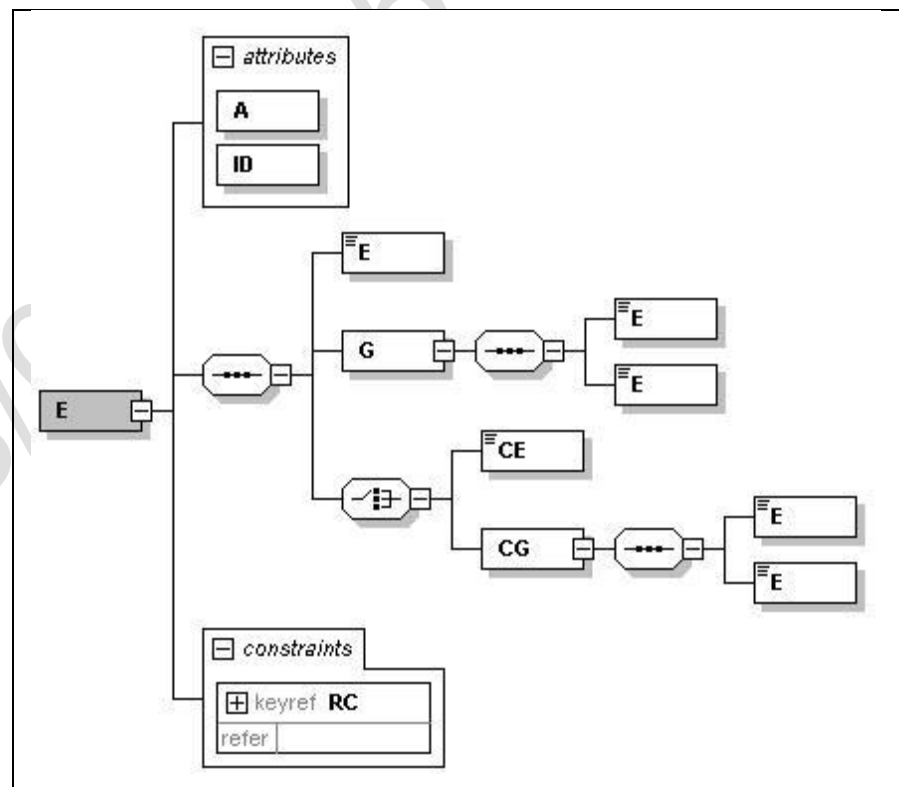 attributes
A
ID
E
E
G
E
E
E
CE
CG
E
E
constraints
keyref RC
refer